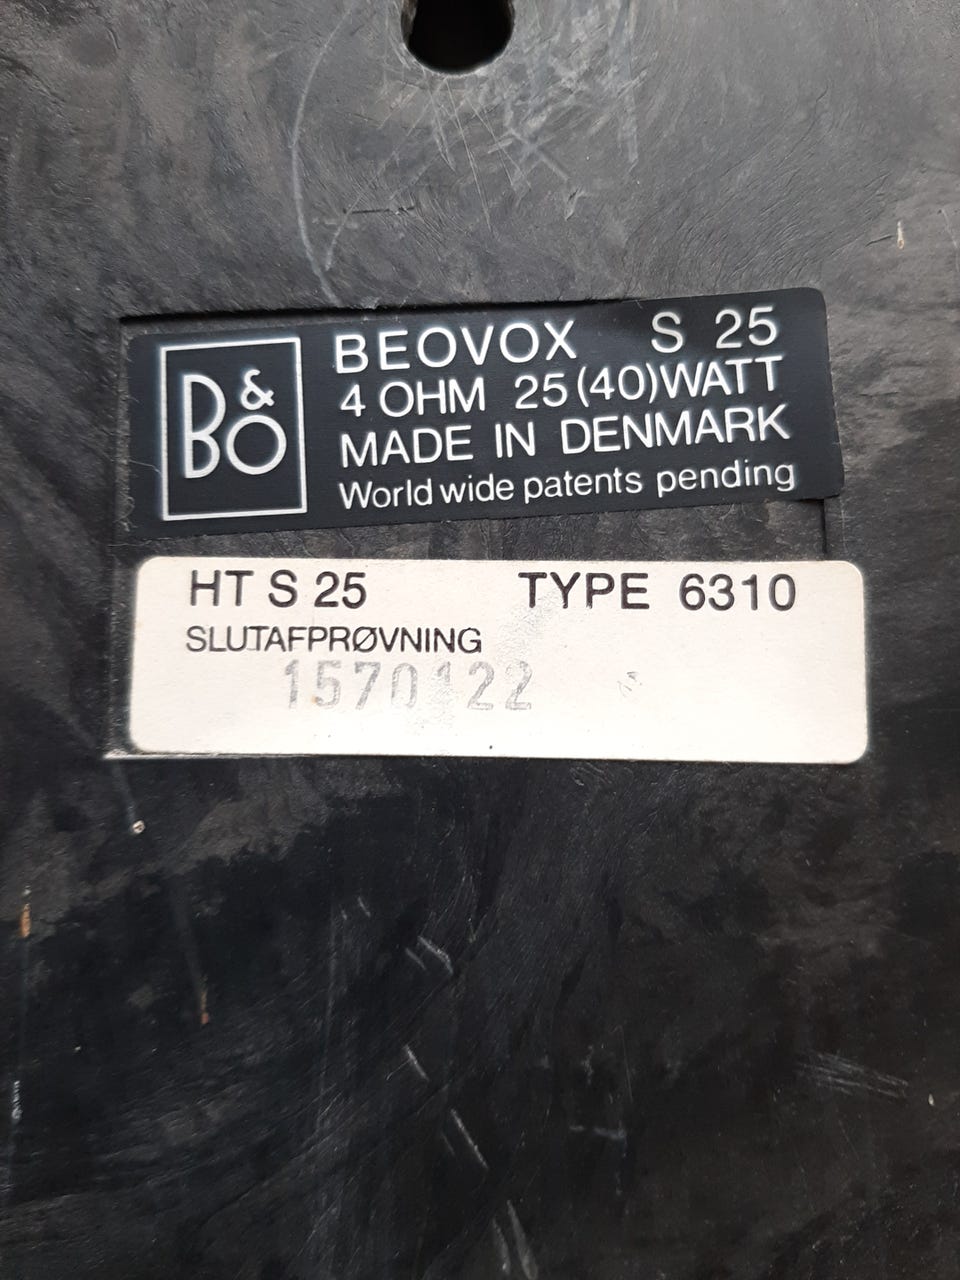 B&O
BEOVOX S 25
4 OHM 25 (40) WATT
MADE IN DENMARK
World wide patents pending
HT S 25 TYPE 6310
SLUTAFPRØVNING
1570122